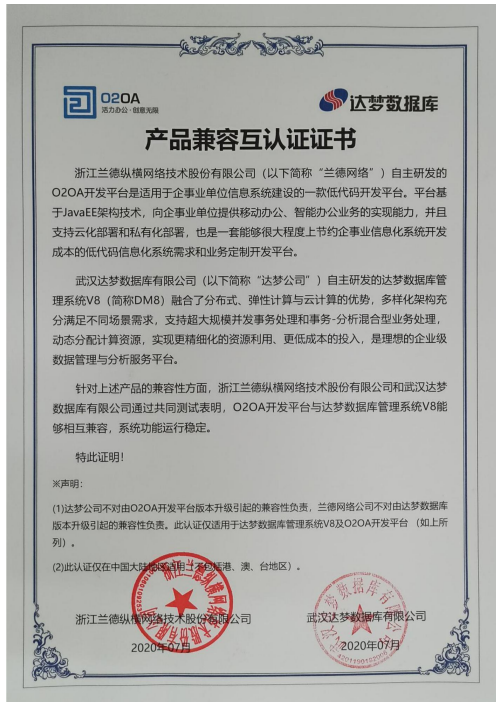 O2OA
活力办公·创意无限
达梦数据库
产品兼容互认证证书
浙江兰德纵横网络技术股份有限公司（以下简称“兰德网络”）自主研发的
O2OA开发平台是适用于企事业单位信息系统建设的一款低代码开发平台。平台基
于JavaEE架构技术，向企事业单位提供移动办公、智能办公业务的实现能力，并且
支持云化部署和私有化部署，也是一套能够很大程度上节约企事业信息化系统开发
成本的低代码信息化系统需求和业务定制开发平台。
武汉达梦数据库有限公司（以下简称“达梦公司”）自主研发的达梦数据库管
理系统V8（简称DM8）融合了分布式、弹性计算与云计算的优势，多样化架构充
分满足不同场景需求，支持超大规模并发事务处理和事务-分析混合型业务处理，
动态分配计算资源，实现更精细化的资源利用、更低成本的投入，是理想的企业级
数据管理与分析服务平台。
针对上述产品的兼容性方面，浙江兰德纵横网络技术股份有限公司和武汉达梦
数据库有限公司通过共同测试表明，O2OA开发平台与达梦数据库管理系统V8能
够相互兼容，系统功能运行稳定。
特此证明！
※声明：
(1)达梦公司不对由O2OA开发平台版本升级引起的兼容性负责，兰德网络公司不对由达梦数据库
版本升级引起的兼容性负责。此认证仅适用于达梦数据库管理系统V8及O2OA开发平台 （如上所
列）。
(2)此认证仅在中国大陆地区适用（不包括港、澳、台地区）。
浙江兰德纵横网络技术股份有限公司
武汉达梦数据库有限公司
2020年07月
2020年07月
浙江兰德纵横网络技术股份有限公司
武汉达梦数据库有限公司